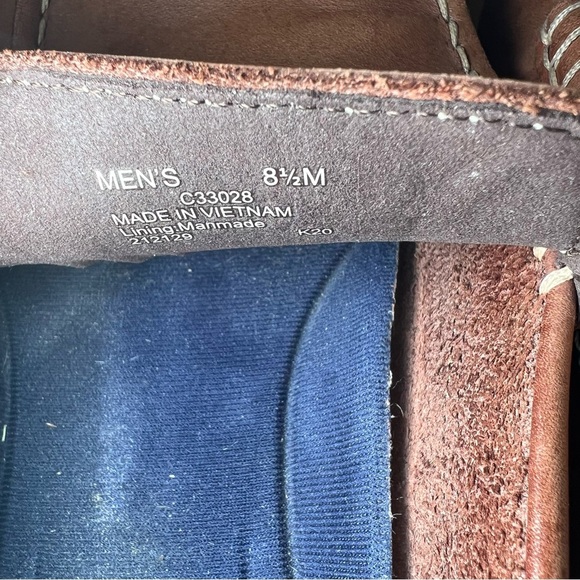 MEN'S 8½M
C33028
MADE IN VIETNAM
Lining:Manmade
212129 K20